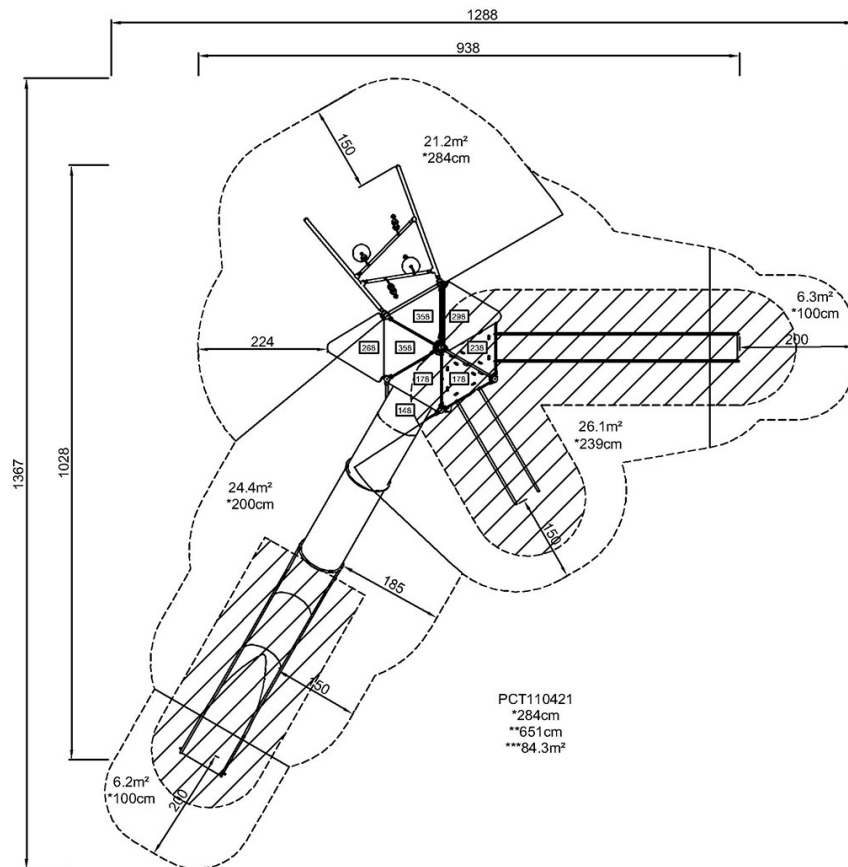 1288
938
150
21.2m²
*284cm
6.3m²
*100cm
358
298
224
268
358
238
200
178
178
148
26.1m²
*239cm
1367
1028
24.4m²
*200cm
150
185
150
PCT110421
*284cm
**651cm
***84.3m²
6.2m²
*100cm
200